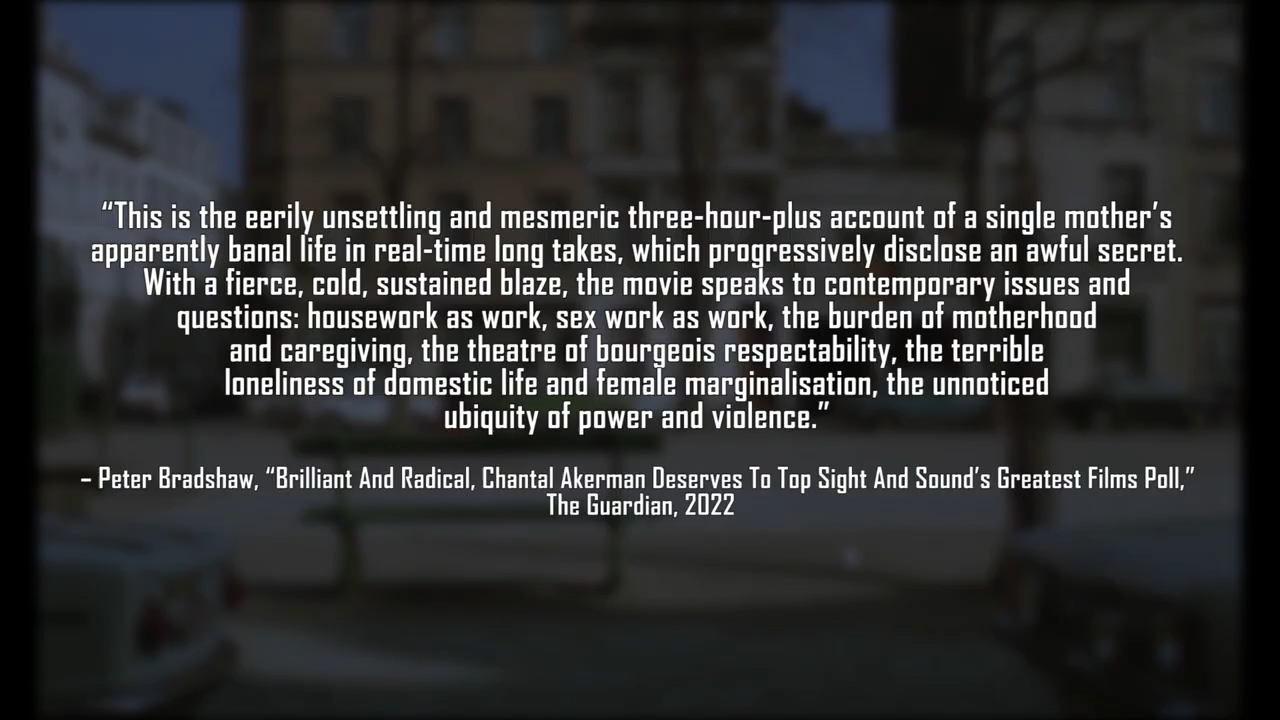 “This is the eerily unsettling and mesmeric three-hour-plus account of a single mother’s
apparently banal life in real-time long takes, which progressively disclose an awful secret.
With a fierce, cold, sustained blaze, the movie speaks to contemporary issues and
questions: housework as work, sex work as work, the burden of motherhood
and caregiving, the theatre of bourgeois respectability, the terrible
loneliness of domestic life and female marginalisation, the unnoticed
ubiquity of power and violence.”
– Peter Bradshaw, “Brilliant And Radical, Chantal Akerman Deserves To Top Sight And Sound’s Greatest Films Poll,”
The Guardian, 2022